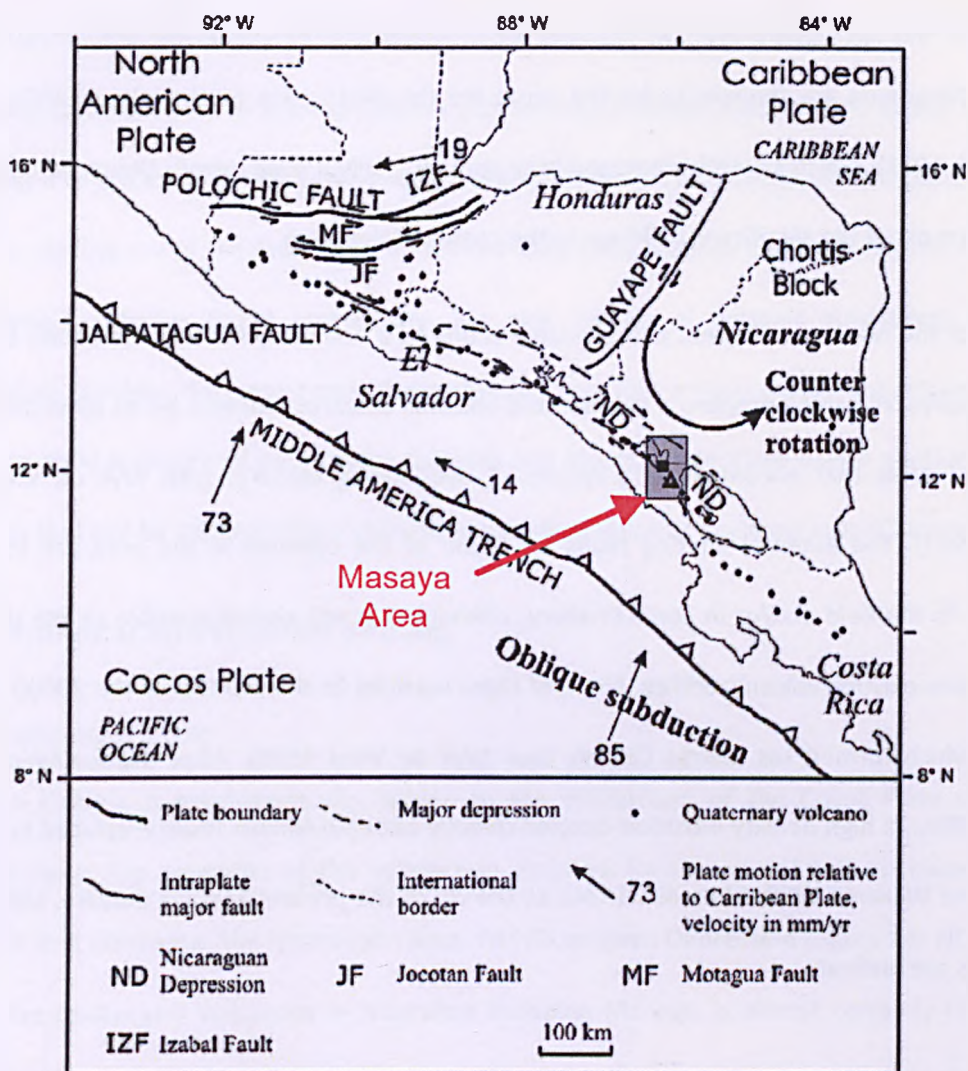 92° W
88° W
84° W
North
American
Plate
Caribbean
Plate
CARIBBEAN
SEA
16° N
16° N
19
IZF
POLOCHIC FAULT
MF
JF
Honduras
GUAYAPE FAULT
Chortis
Block
JALPATAGUA FAULT
El
Salvador
Nicaragua
Counter
clockwise
rotation
ND
ND
12° N
12° N
73
14
MIDDLE AMERICA TRENCH
Masaya
Area
Oblique subduction
85
Costa
Rica
Cocos Plate
PACIFIC
OCEAN
8° N
8° N
Plate boundary
Major depression
Quaternary volcano
Intraplate
major fault
International
border
73
Plate motion relative
to Carribean Plate,
velocity in mm/yr
ND
Nicaraguan
Depression
JF
Jocotan Fault
MF
Motagua Fault
IZF
Izabal Fault
100 km